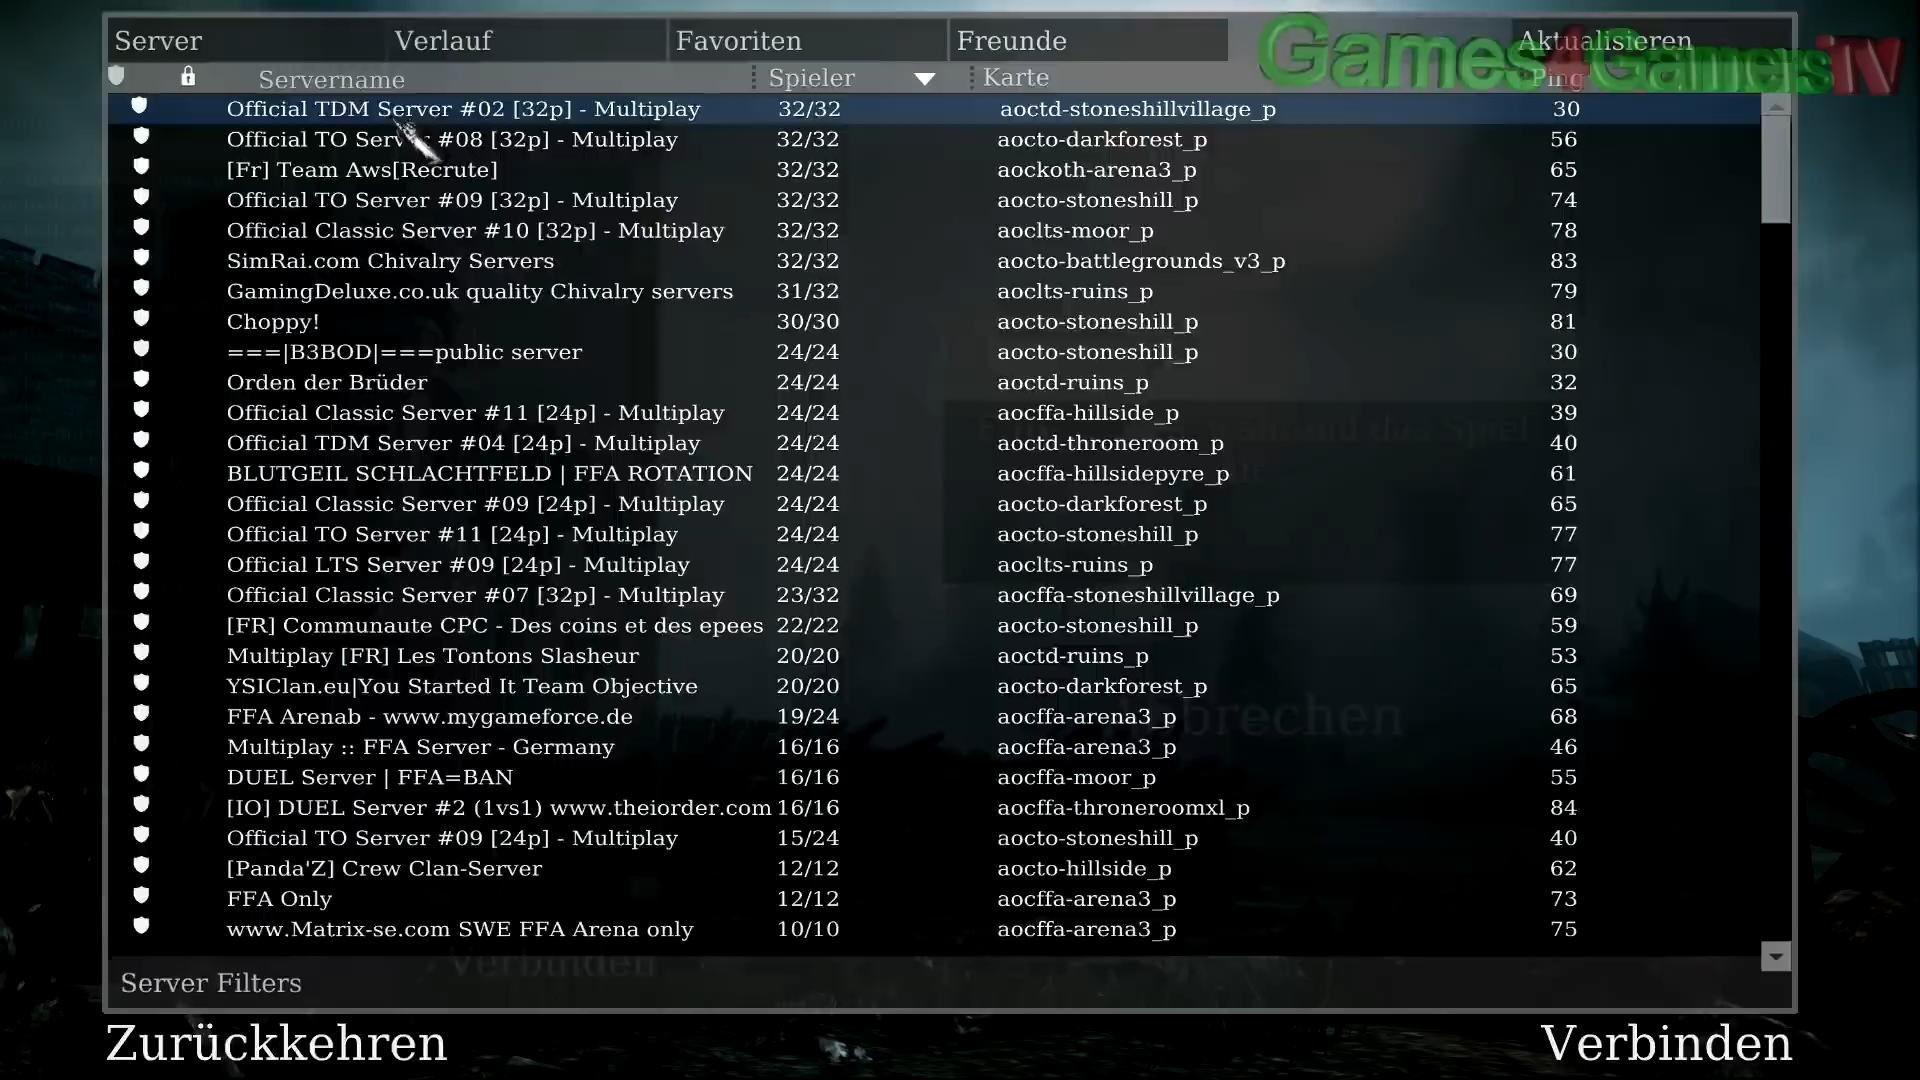 Server Verlauf Favoriten Freunde Aktualisieren
Games4GamersTV
Servername Spieler Karte Ping
Official TDM Server #02 [32p] - Multiplay 32/32 aoctd-stoneshillvillage_p 30
Official TO Server #08 [32p] - Multiplay 32/32 aocto-darkforest_p 56
[Fr] Team Aws[Recrute] 32/32 aockoth-arena3_p 65
Official TO Server #09 [32p] - Multiplay 32/32 aocto-stoneshill_p 74
Official Classic Server #10 [32p] - Multiplay 32/32 aoclts-moor_p 78
SimRai.com Chivalry Servers 32/32 aocto-battlegrounds_v3_p 83
GamingDeluxe.co.uk quality Chivalry servers 31/32 aoclts-ruins_p 79
Choppy! 30/30 aocto-stoneshill_p 81
===|B3BOD|===public server 24/24 aocto-stoneshill_p 30
Orden der Brüder 24/24 aoctd-ruins_p 32
Official Classic Server #11 [24p] - Multiplay 24/24 aocffa-hillside_p 39
Official TDM Server #04 [24p] - Multiplay 24/24 aoctd-throneroom_p 40
BLUTGEIL SCHLACHTFELD | FFA ROTATION 24/24 aocffa-hillsidepyre_p 61
Official Classic Server #09 [24p] - Multiplay 24/24 aocto-darkforest_p 65
Official TO Server #11 [24p] - Multiplay 24/24 aocto-stoneshill_p 77
Official LTS Server #09 [24p] - Multiplay 24/24 aoclts-ruins_p 77
Official Classic Server #07 [32p] - Multiplay 23/32 aocffa-stoneshillvillage_p 69
[FR] Communaute CPC - Des coins et des epees 22/22 aocto-stoneshill_p 59
Multiplay [FR] Les Tontons Slasheur 20/20 aoctd-ruins_p 53
YSIClan.eu|You Started It Team Objective 20/20 aocto-darkforest_p 65
FFA Arenab - www.mygameforce.de 19/24 aocffa-arena3_p 68
Multiplay :: FFA Server - Germany 16/16 aocffa-arena3_p 46
DUEL Server | FFA=BAN 16/16 aocffa-moor_p 55
[IO] DUEL Server #2 (1vs1) www.theiorder.com 16/16 aocffa-throneroomxl_p 84
Official TO Server #09 [24p] - Multiplay 15/24 aocto-stoneshill_p 40
[Panda'Z] Crew Clan-Server 12/12 aocto-hillside_p 62
FFA Only 12/12 aocffa-arena3_p 73
www.Matrix-se.com SWE FFA Arena only 10/10 aocffa-arena3_p 75
Verbinden
Server Filters
Zurückkehren Verbinden